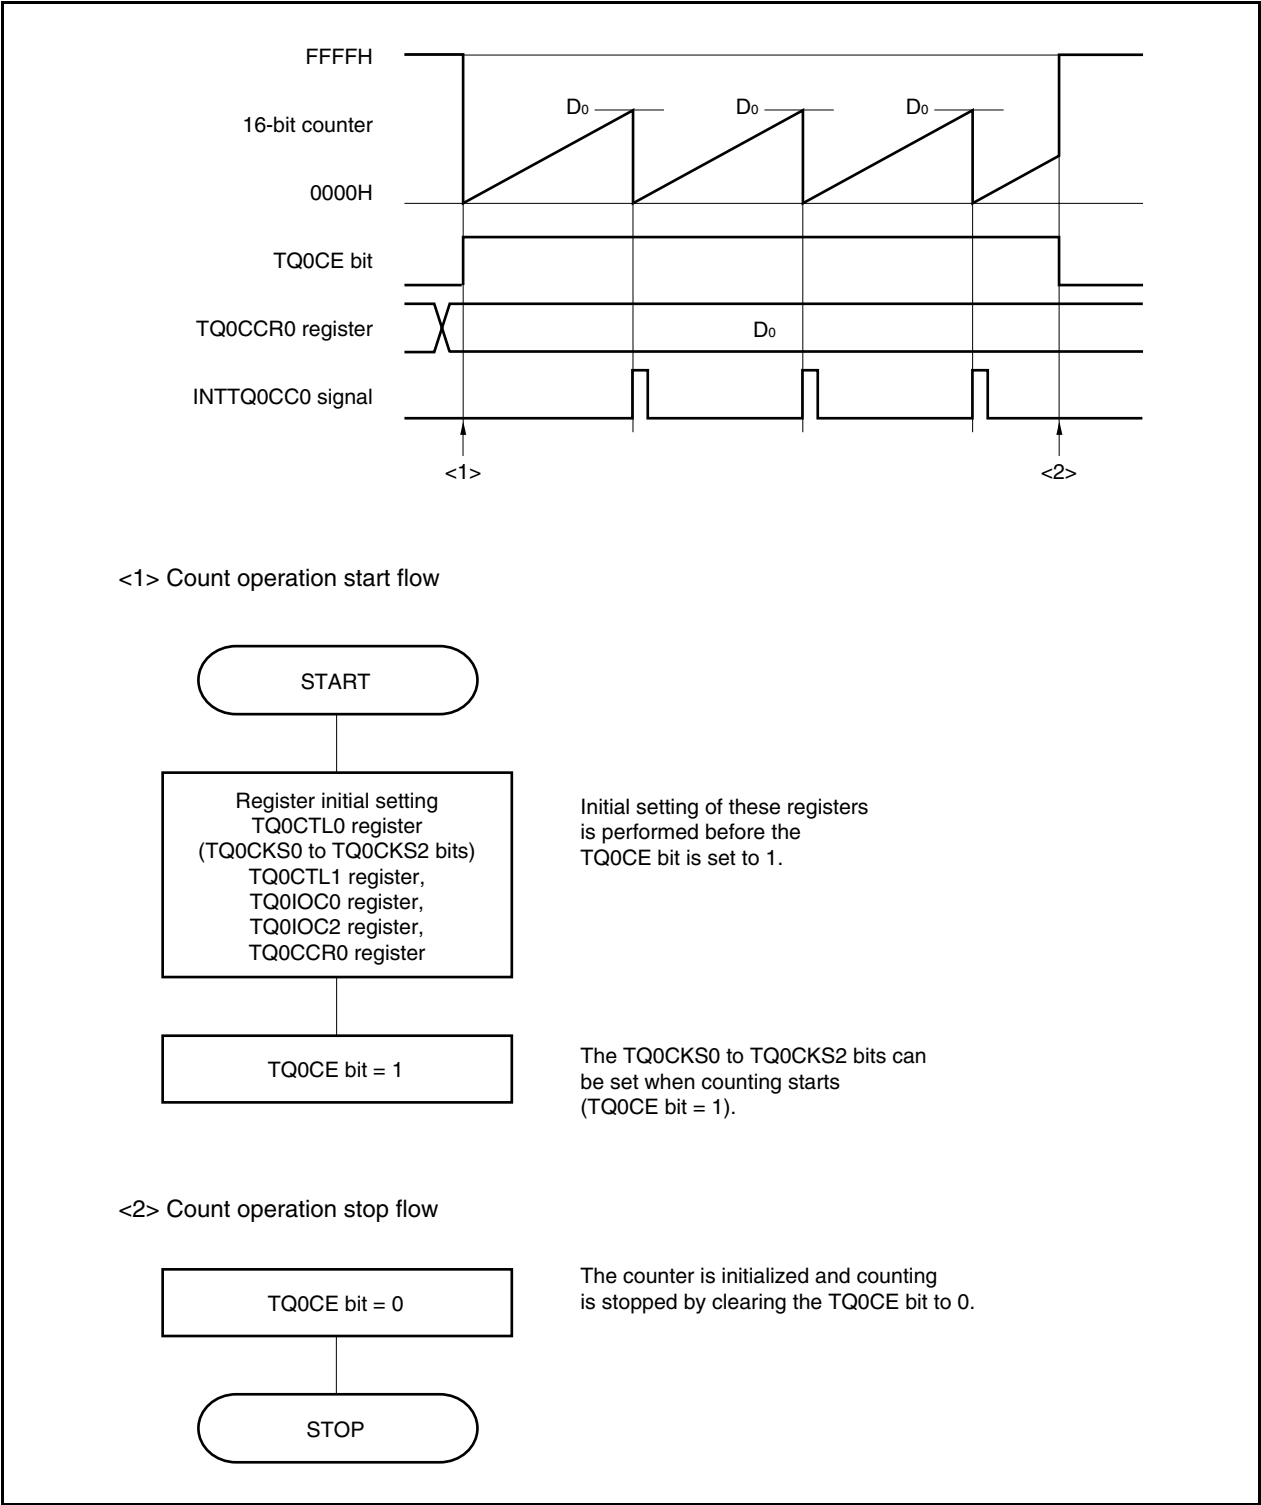 FFFFH
D0 D0 D0
16-bit counter
0000H
TQ0CE bit
TQ0CCR0 register D0
INTTQ0CC0 signal
<1> <2>
<1> Count operation start flow
START
Register initial setting
TQ0CTL0 register
(TQ0CKS0 to TQ0CKS2 bits)
TQ0CTL1 register,
TQ0IOC0 register,
TQ0IOC2 register,
TQ0CCR0 register
Initial setting of these registers
is performed before the
TQ0CE bit is set to 1.
TQ0CE bit = 1
The TQ0CKS0 to TQ0CKS2 bits can
be set when counting starts
(TQ0CE bit = 1).
<2> Count operation stop flow
TQ0CE bit = 0
The counter is initialized and counting
is stopped by clearing the TQ0CE bit to 0.
STOP